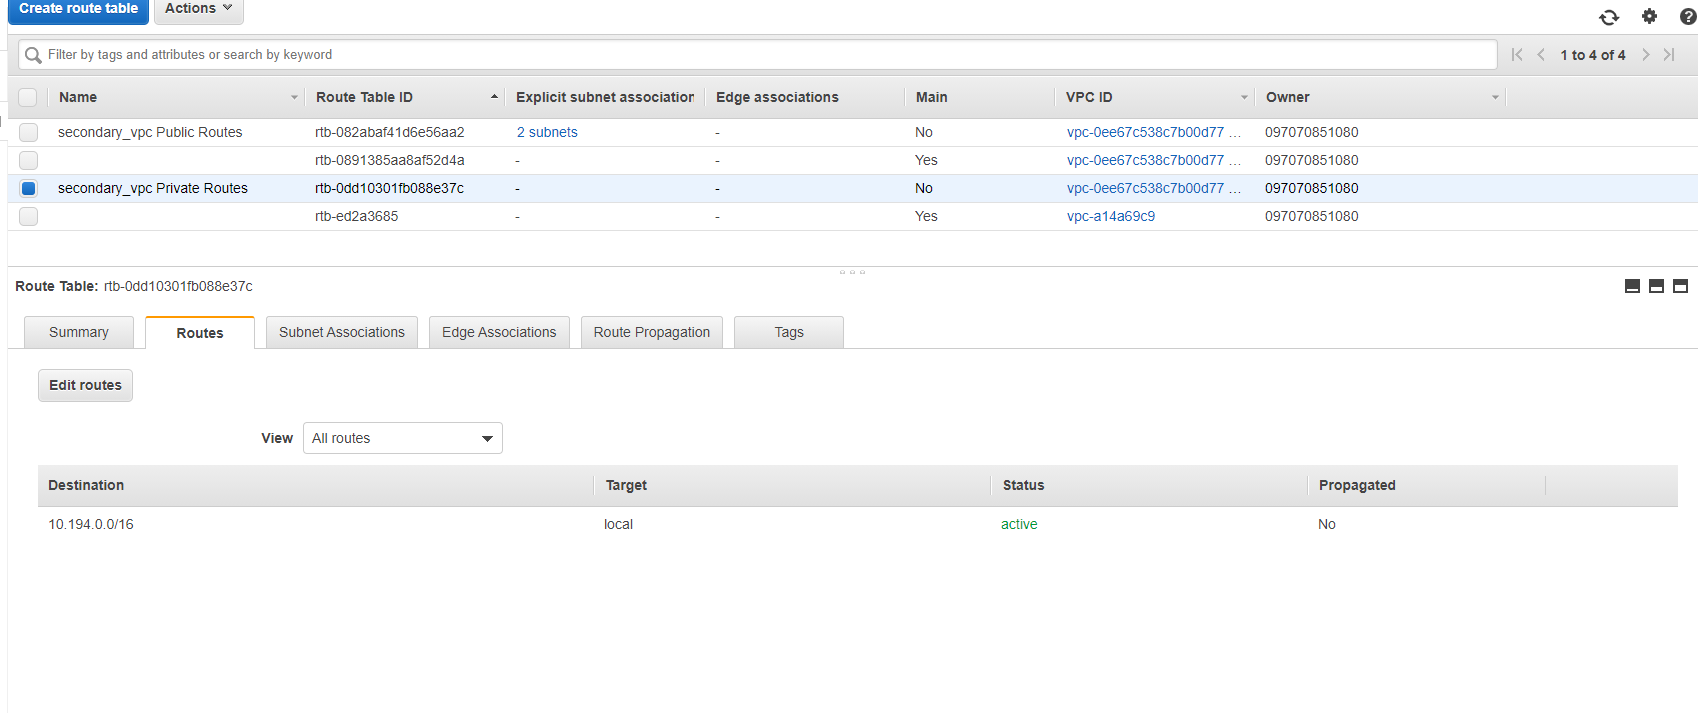 Create route table Actions
Filter by tags and attributes or search by keyword 1 to 4 of 4
Name Route Table ID Explicit subnet association Edge associations Main VPC ID Owner
secondary_vpc Public Routes rtb-082abaf41d6e56aa2 2 subnets - No vpc-0ee67c538c7b00d77 ... 097070851080
rtb-0891385aa8af52d4a - - Yes vpc-0ee67c538c7b00d77 ... 097070851080
secondary_vpc Private Routes rtb-0dd10301fb088e37c - - No vpc-0ee67c538c7b00d77 ... 097070851080
rtb-ed2a3685 - - Yes vpc-a14a69c9 097070851080
Route Table: rtb-0dd10301fb088e37c
Summary Routes Subnet Associations Edge Associations Route Propagation Tags
Edit routes
View All routes
Destination Target Status Propagated
10.194.0.0/16 local active No